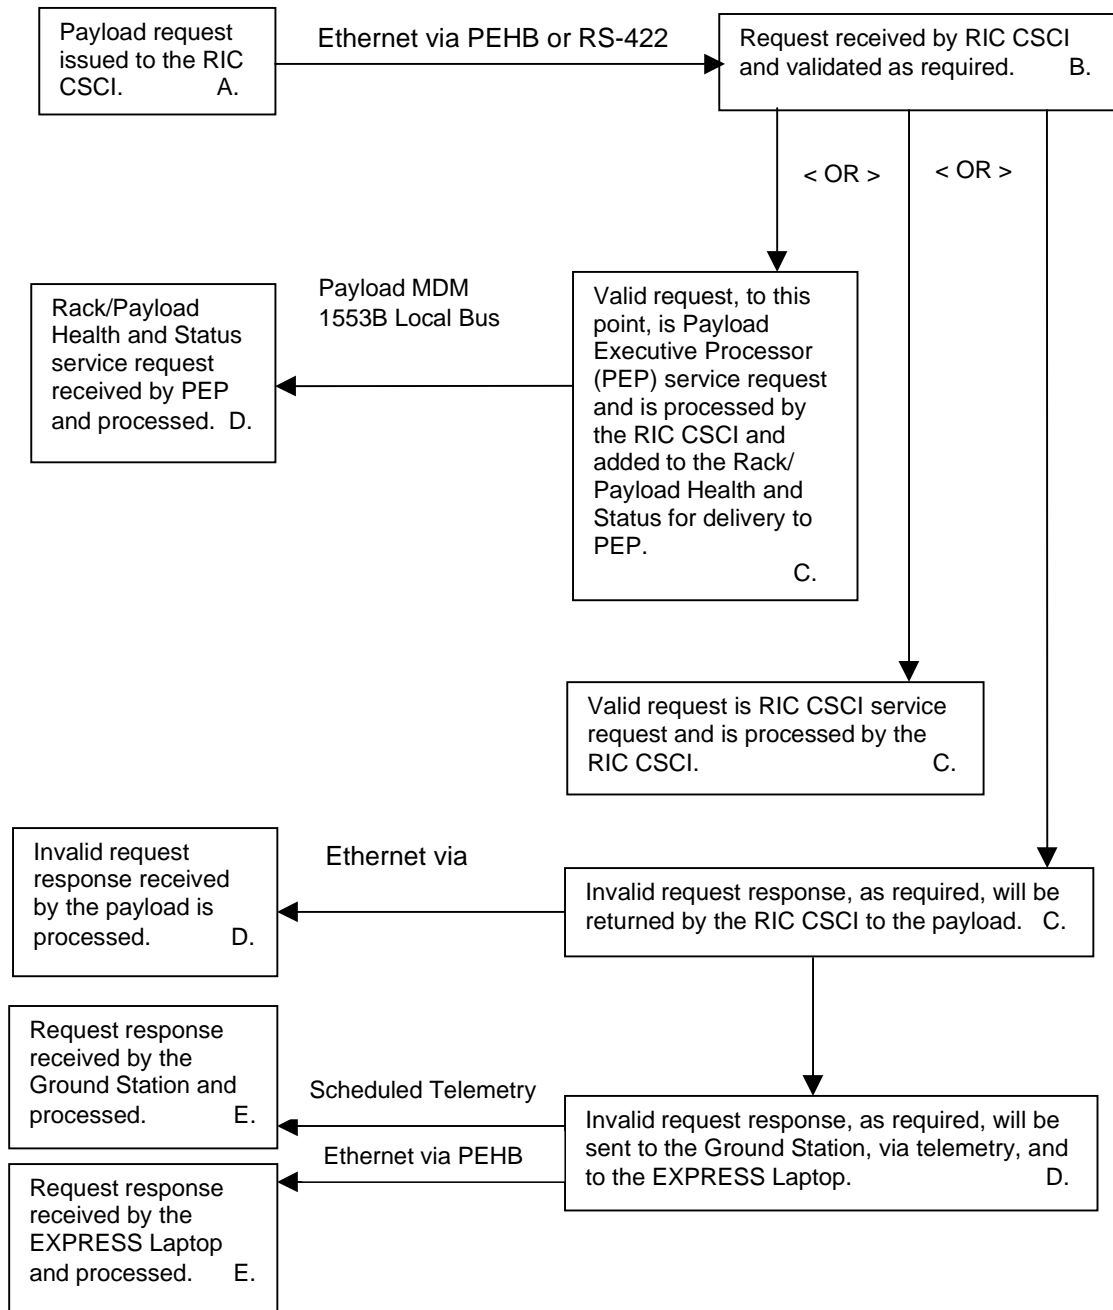 Payload request
issued to the RIC
CSCI. A.
Ethernet via PEHB or RS-422
Request received by RIC CSCI
and validated as required. B.
< OR >
< OR >
Rack/Payload
Health and Status
service request
received by PEP
and processed. D.
Payload MDM
1553B Local Bus
Valid request, to this
point, is Payload
Executive Processor
(PEP) service request
and is processed by
the RIC CSCI and
added to the Rack/
Payload Health and
Status for delivery to
PEP.
C.
Valid request is RIC CSCI service
request and is processed by the
RIC CSCI. C.
Invalid request
response received
by the payload is
processed. D.
Ethernet via
Invalid request response, as required, will be
returned by the RIC CSCI to the payload. C.
Request response
received by the
Ground Station and
processed. E.
Scheduled Telemetry
Ethernet via PEHB
Invalid request response, as required, will be
sent to the Ground Station, via telemetry, and
to the EXPRESS Laptop. D.
Request response
received by the
EXPRESS Laptop
and processed. E.